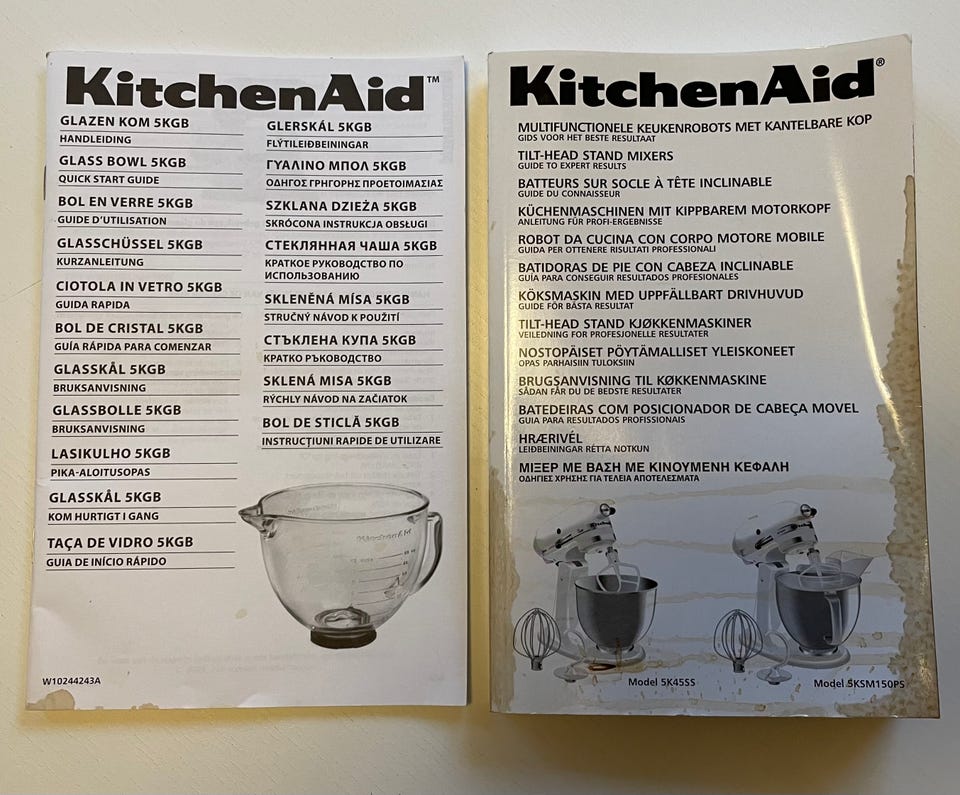 KitchenAid™
GLAZEN KOM 5KGB
HANDLEIDING
GLASS BOWL 5KGB
QUICK START GUIDE
BOL EN VERRE 5KGB
GUIDE D'UTILISATION
GLASSCHÜSSEL 5KGB
KURZANLEITUNG
CIOTOLA IN VETRO 5KGB
GUIDA RAPIDA
BOL DE CRISTAL 5KGB
GUÍA RÁPIDA PARA COMENZAR
GLASSKÅL 5KGB
BRUKSANVISNING
GLASSBOLLE 5KGB
BRUKSANVISNING
LASIKULHO 5KGB
PIKA-ALOITUSOPAS
GLASSKÅL 5KGB
KOM HURTIGT I GANG
TAÇA DE VIDRO 5KGB
GUIA DE INÍCIO RÁPIDO
GLERSKÁL 5KGB
FLÝTILEIÐBEININGAR
ΓΥΑΛΙΝΟ ΜΠΟΛ 5KGB
ΟΔΗΓΟΣ ΓΡΗΓΟΡΗΣ ΠΡΟΕΤΟΙΜΑΣΙΑΣ
SZKLANA DZIEŻA 5KGB
SKRÓCONA INSTRUKCJA OBSŁUGI
СТЕКЛЯННАЯ ЧАША 5KGB
КРАТКОЕ РУКОВОДСТВО ПО
ИСПОЛЬЗОВАНИЮ
SKLENĚNÁ MÍSA 5KGB
STRUČNÝ NÁVOD K POUŽITÍ
СТЪКЛЕНА КУПА 5KGB
КРАТКО РЪКОВОДСТВО
SKLENÁ MISA 5KGB
RÝCHLY NÁVOD NA ZAČIATOK
BOL DE STICLĂ 5KGB
INSTRUCŢIUNI RAPIDE DE UTILIZARE
W10244243A
KitchenAid®
MULTIFUNCTIONELE KEUKENROBOTS MET KANTELBARE KOP
GIDS VOOR HET BESTE RESULTAAT
TILT-HEAD STAND MIXERS
GUIDE TO EXPERT RESULTS
BATTEURS SUR SOCLE À TÊTE INCLINABLE
GUIDE DU CONNAISSEUR
KÜCHENMASCHINEN MIT KIPPBAREM MOTORKOPF
ANLEITUNG FÜR PROFI-ERGEBNISSE
ROBOT DA CUCINA CON CORPO MOTORE MOBILE
GUIDA PER OTTENERE RISULTATI PROFESSIONALI
BATIDORAS DE PIE CON CABEZA INCLINABLE
GUÍA PARA CONSEGUIR RESULTADOS PROFESIONALES
KÖKSMASKIN MED UPPFÄLLBART DRIVHUVUD
GUIDE FÖR BÄSTA RESULTAT
TILT-HEAD STAND KJØKKENMASKINER
VEILEDNING FOR PROFESJONELLE RESULTATER
NOSTOPÄISET PÖYTÄMALLISET YLEISKONEET
OPAS PARHAISIIN TULOKSIIN
BRUGSANVISNING TIL KØKKENMASKINE
SÅDAN FÅR DU DE BEDSTE RESULTATER
BATEDEIRAS COM POSICIONADOR DE CABEÇA MOVEL
GUIA PARA RESULTADOS PROFISSIONAIS
HRÆRIVÉL
LEIÐBEININGAR RÉTTA NOTKUN
ΜΙΞΕΡ ΜΕ ΒΑΣΗ ΜΕ ΚΙΝΟΥΜΕΝΗ ΚΕΦΑΛΗ
ΟΔΗΓΙΕΣ ΧΡΗΣΗΣ ΓΙΑ ΤΕΛΕΙΑ ΑΠΟΤΕΛΕΣΜΑΤΑ
Model 5K45SS
Model 5KSM150PS